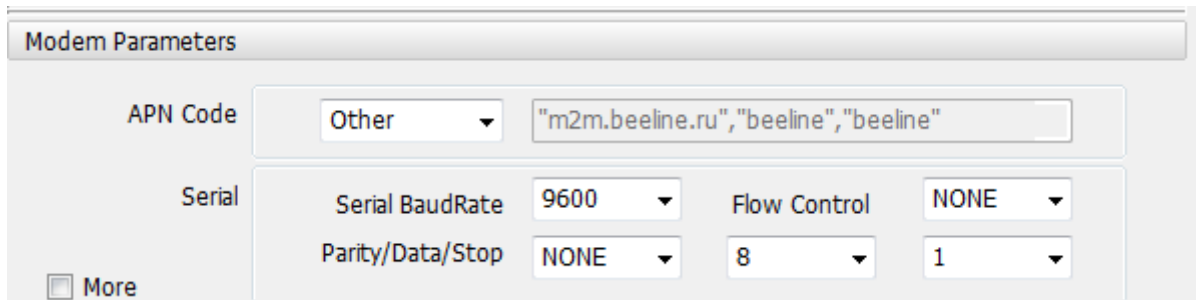 Modem Parameters
APN Code Other "m2m.beeline.ru","beeline","beeline"
Serial Serial BaudRate 9600 Flow Control NONE
Parity/Data/Stop NONE 8 1
More